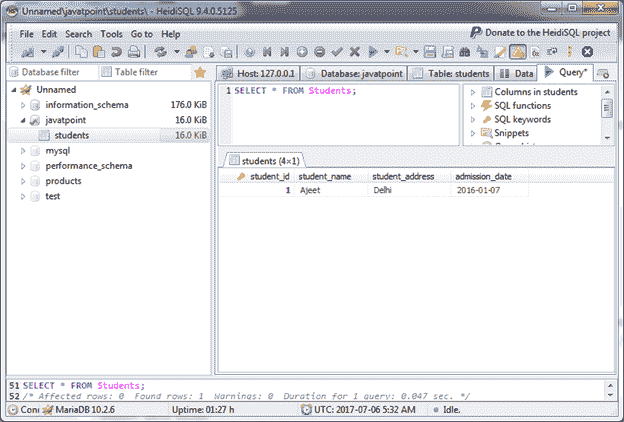 Unnamed\javatpoint\students\ - HeidiSQL 9.4.0.5125
File Edit Search Tools Go to Help
Donate to the HeidiSQL project
Database filter Table filter
Host: 127.0.0.1 Database: javatpoint Table: students Data Query*
Unnamed
information_schema 176.0 KiB
javatpoint 16.0 KiB
students 16.0 KiB
mysql
performance_schema
products
test
1 SELECT * FROM Students;
Columns in students
SQL functions
SQL keywords
Snippets
students (4×1)
student_id student_name student_address admission_date
1 Ajeet Delhi 2016-01-07
51 SELECT * FROM Students;
52 /* Affected rows: 0 Found rows: 1 Warnings: 0 Duration for 1 query: 0.047 sec. */
Conn MariaDB 10.2.6 Uptime: 01:27 h UTC: 2017-07-06 5:32 AM Idle.